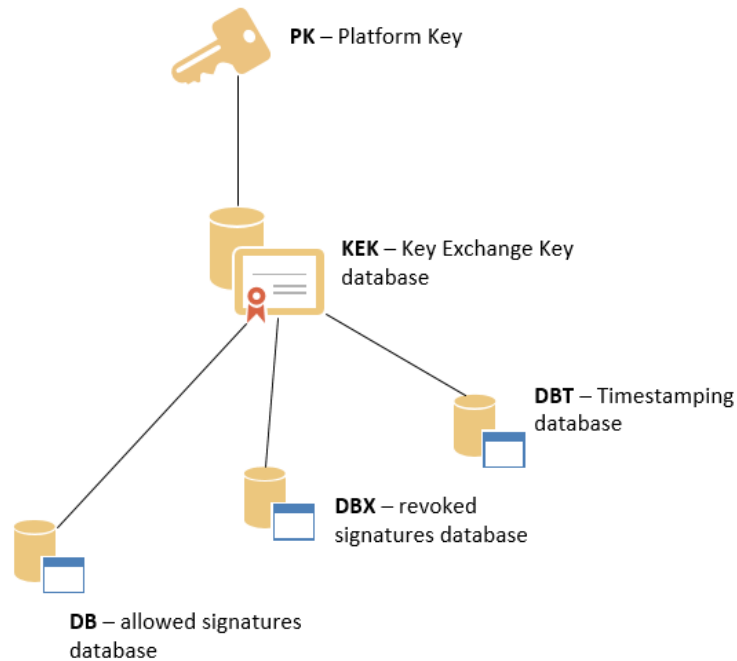 PK – Platform Key
KEK – Key Exchange Key
database
DBT – Timestamping
database
DBX – revoked
signatures database
DB – allowed signatures
database